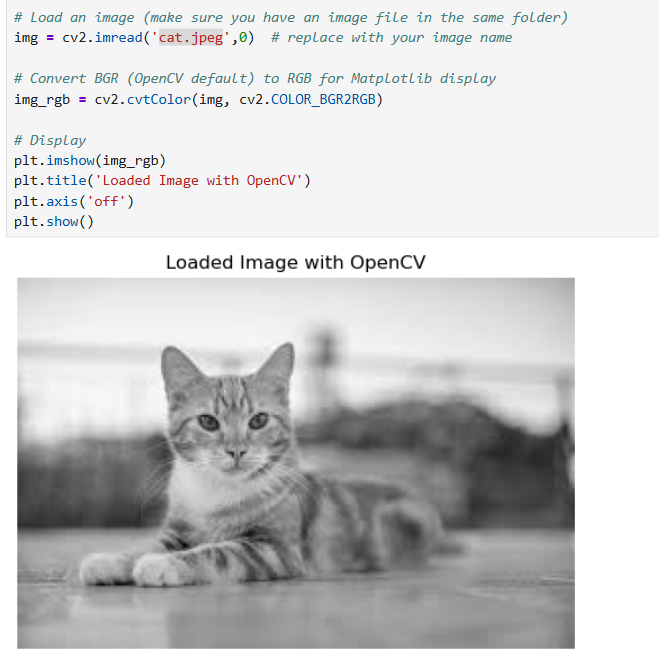 # Load an image (make sure you have an image file in the same folder)
img = cv2.imread('cat.jpeg',0)  # replace with your image name
# Convert BGR (OpenCV default) to RGB for Matplotlib display
img_rgb = cv2.cvtColor(img, cv2.COLOR_BGR2RGB)
# Display
plt.imshow(img_rgb)
plt.title('Loaded Image with OpenCV')
plt.axis('off')
plt.show()
Loaded Image with OpenCV